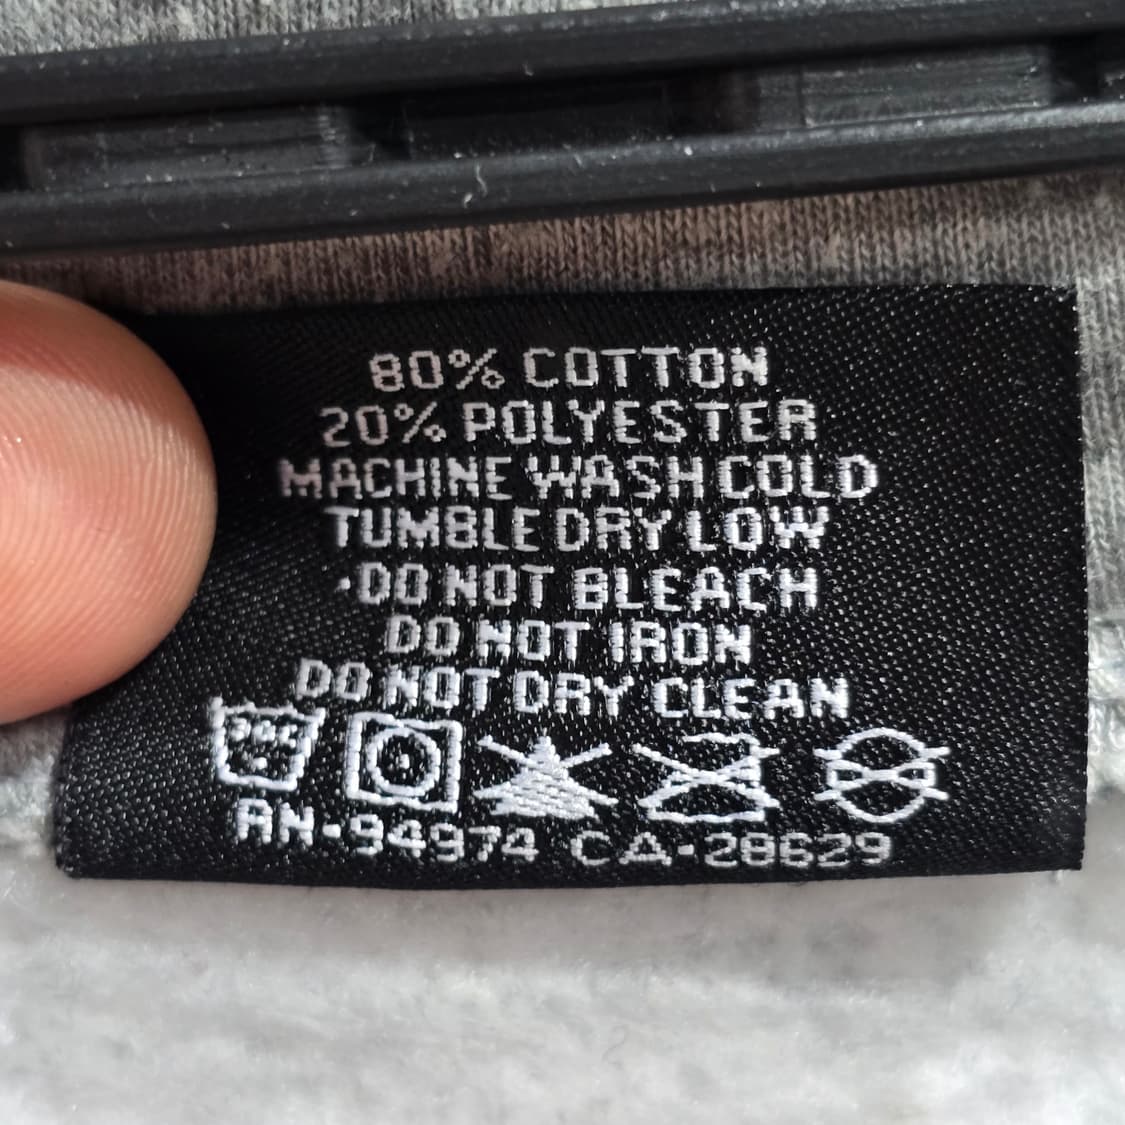 80% COTTON
20% POLYESTER
MACHINE WASH COLD
TUMBLE DRY LOW
·DO NOT BLEACH
DO NOT IRON
DO NOT DRY CLEAN
RN·94974 CA·28629